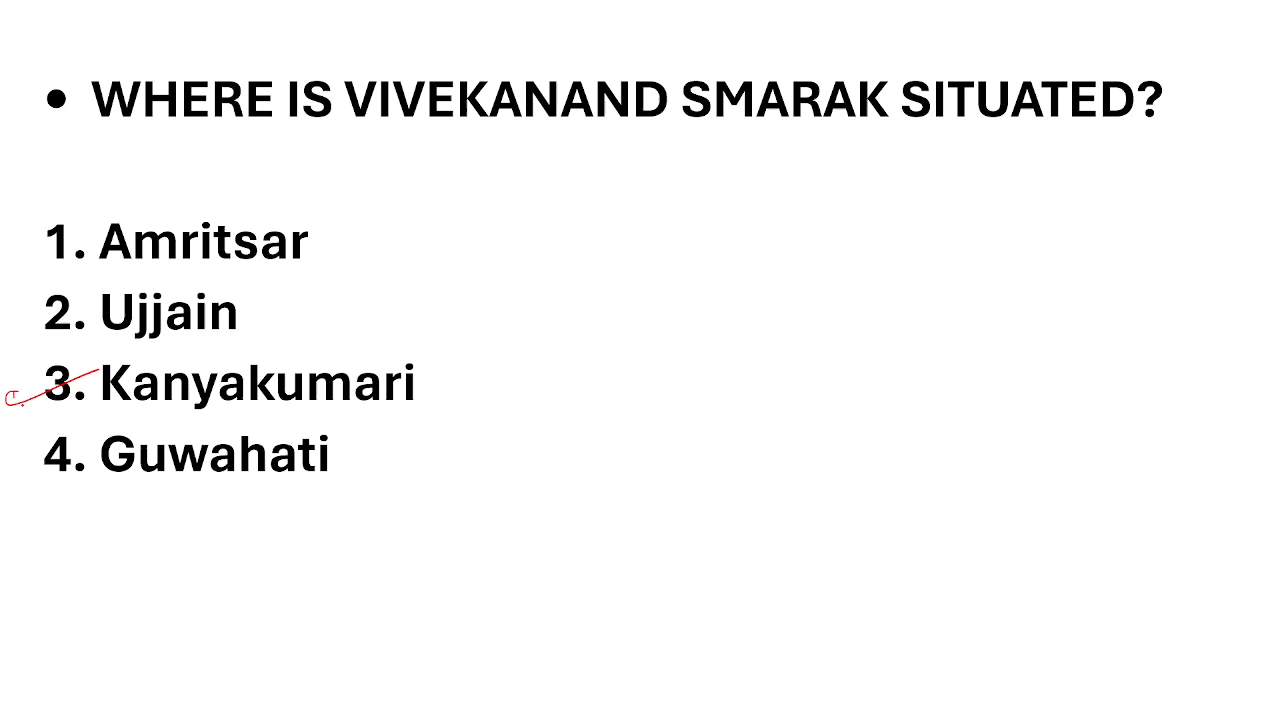 • WHERE IS VIVEKANAND SMARAK SITUATED?
1. Amritsar
2. Ujjain
3. Kanyakumari
4. Guwahati